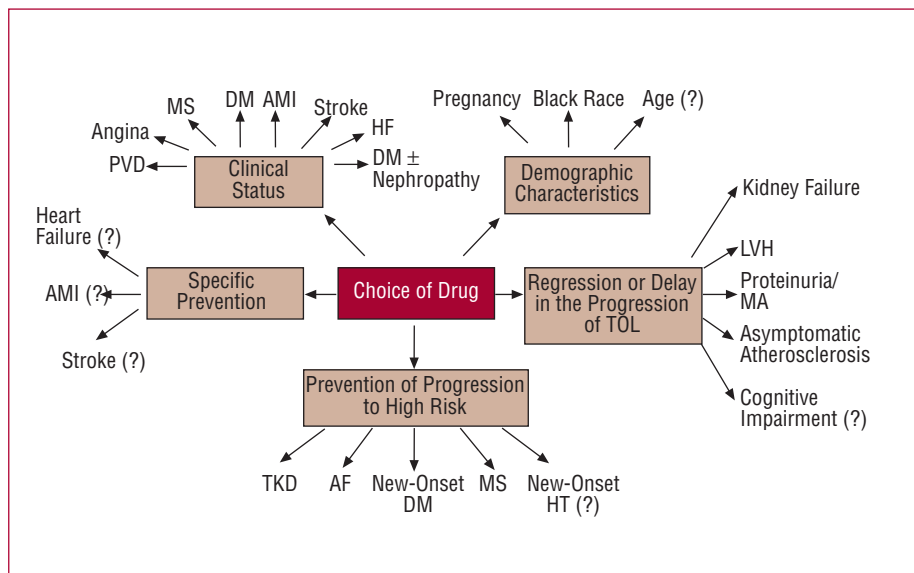 MS
DM
AMI
Stroke
Angina
HF
PVD
Clinical
Status
DM ±
Nephropathy
Pregnancy
Black Race
Age (?)
Demographic
Characteristics
Kidney Failure
Heart
Failure (?)
LVH
Specific
Prevention
Choice of Drug
Regression or Delay
in the Progression
of TOL
AMI (?)
Proteinuria/
MA
Stroke (?)
Asymptomatic
Atherosclerosis
Prevention of Progression
to High Risk
Cognitive
Impairment (?)
TKD
AF
New-Onset
DM
MS
New-Onset
HT (?)